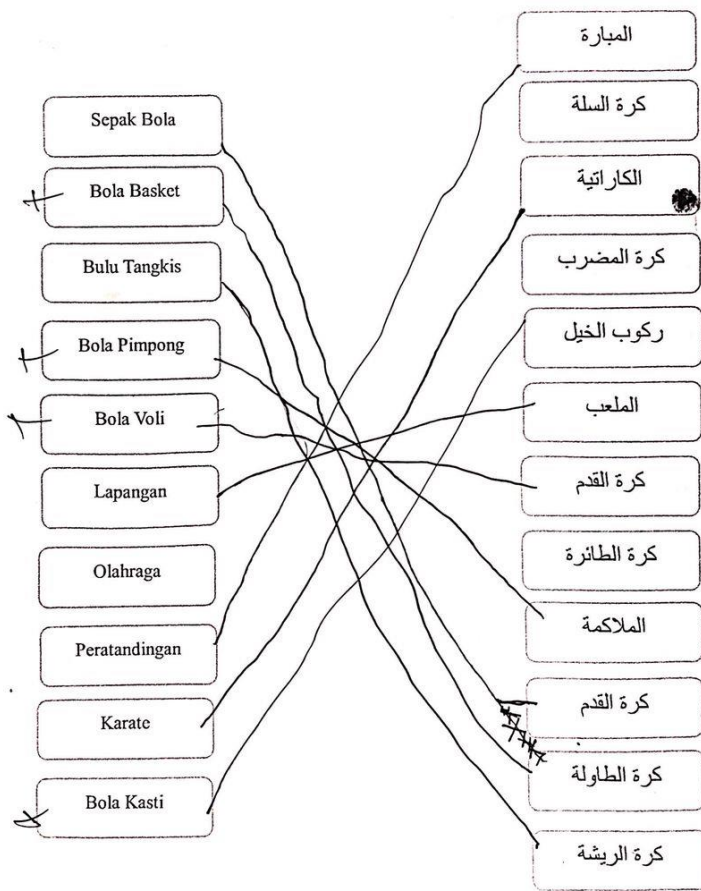 Sepak Bola
Bola Basket
Bulu Tangkis
Bola Pimpong
Bola Voli
Lapangan
Olahraga
Peratandingan
Karate
Bola Kasti
المبارة
كرة السلة
الكاراتية
كرة المضرب
ركوب الخيل
الملعب
كرة القدم
كرة الطائرة
الملاكمة
كرة القدم
كرة الطاولة
كرة الريشة